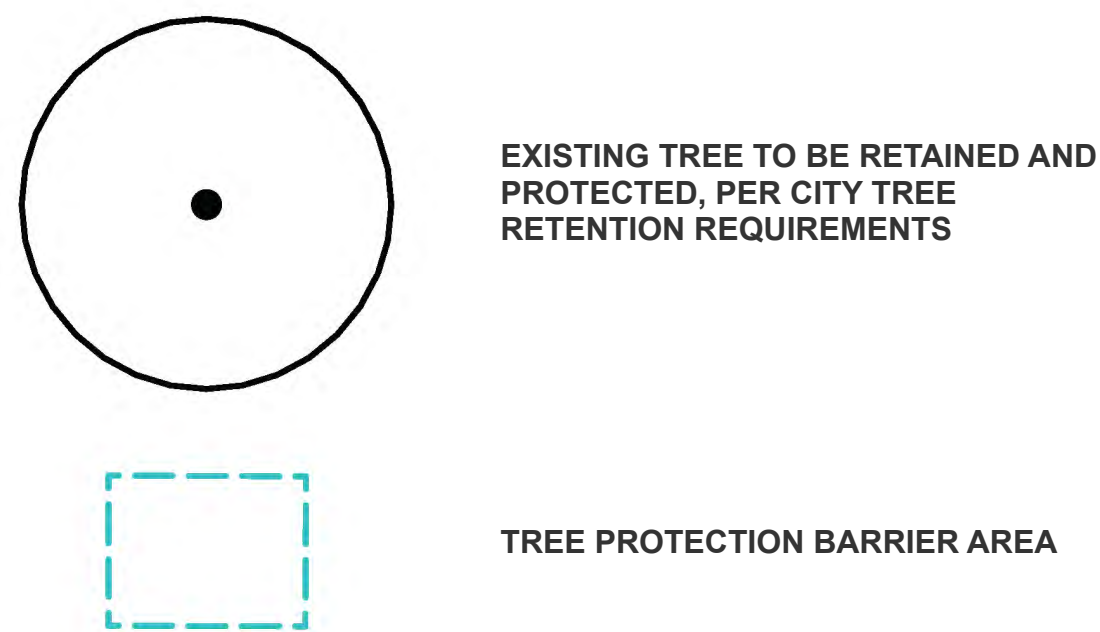 EXISTING TREE TO BE RETAINED AND
PROTECTED, PER CITY TREE
RETENTION REQUIREMENTS
TREE PROTECTION BARRIER AREA